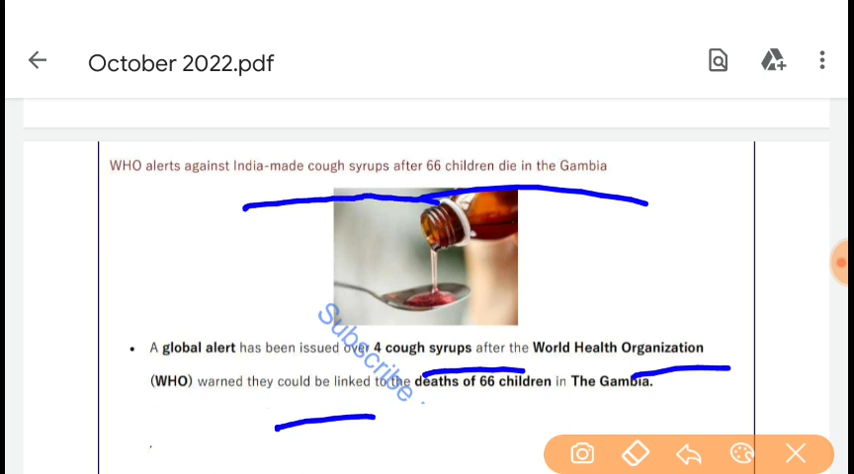 October 2022.pdf
WHO alerts against India-made cough syrups after 66 children die in the Gambia
• A global alert has been issued over 4 cough syrups after the World Health Organization
(WHO) warned they could be linked to the deaths of 66 children in The Gambia.
Subscribe